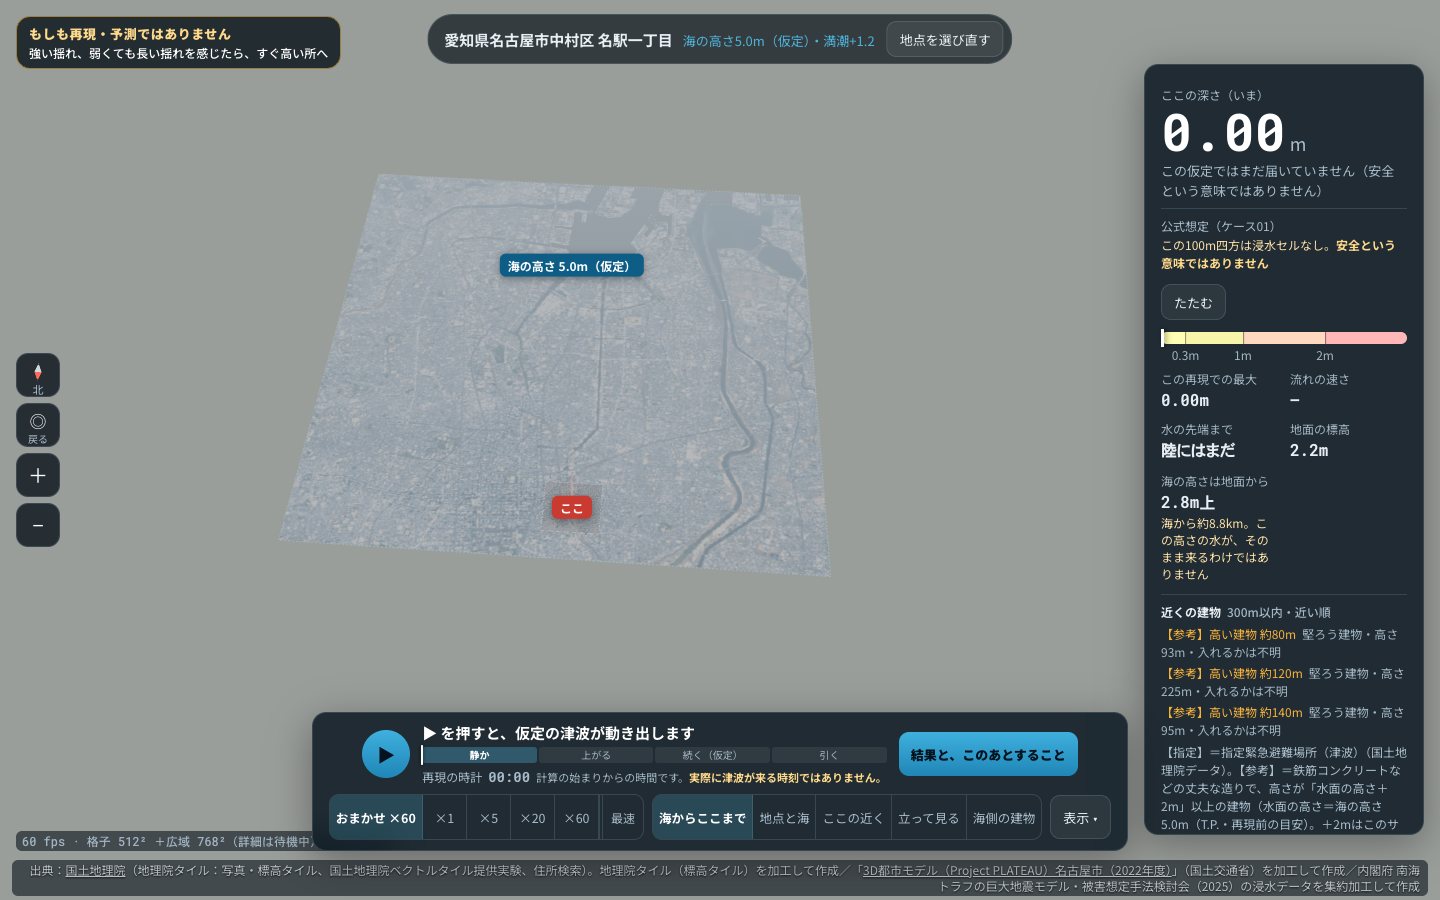 もしも再現・予測ではありません
強い揺れ、弱くても長い揺れを感じたら、すぐ高い所へ
愛知県名古屋市中村区 名駅一丁目 海の高さ5.0m（仮定）・満潮+1.2 地点を選び直す
海の高さ 5.0m（仮定）
ここ
北
戻る
＋
−
ここの深さ（いま）
0.00 m
この仮定ではまだ届いていません（安全
という意味ではありません）
公式想定（ケース01）
この100m四方は浸水セルなし。安全という
意味ではありません
たたむ
0.3m 1m 2m
この再現での最大 流れの速さ
0.00m −
水の先端まで 地面の標高
陸にはまだ 2.2m
海の高さは地面から
2.8m上
海から約8.8km。こ
の高さの水が、その
まま来るわけではあ
りません
近くの建物 300m以内・近い順
【参考】高い建物 約80m 堅ろう建物・高さ
93m・入れるかは不明
【参考】高い建物 約120m 堅ろう建物・高さ
225m・入れるかは不明
【参考】高い建物 約140m 堅ろう建物・高さ
95m・入れるかは不明
【指定】＝指定緊急避難場所（津波）（国土地
理院データ）。【参考】＝鉄筋コンクリートな
どの丈夫な造りで、高さが「水面の高さ＋
2m」以上の建物（水面の高さ＝海の高さ
5.0m（T.P.・再現前の目安）。＋2mはこのサ
▶ を押すと、仮定の津波が動き出します
静か 上がる 続く（仮定） 引く
再現の時計 00:00 計算の始まりからの時間です。実際に津波が来る時刻ではありません。
結果と、このあとすること
おまかせ ×60 ×1 ×5 ×20 ×60 最速 海からここまで 地点と海 ここの近く 立って見る 海側の建物 表示 ▾
60 fps · 格子 512² ＋広域 768²（詳細は待機中）
出典：国土地理院（地理院タイル：写真・標高タイル、国土地理院ベクトルタイル提供実験、住所検索）。地理院タイル（標高タイル）を加工して作成／「3D都市モデル（Project PLATEAU）名古屋市（2022年度）」（国土交通省）を加工して作成／内閣府 南海
トラフの巨大地震モデル・被害想定手法検討会（2025）の浸水データを集約加工して作成